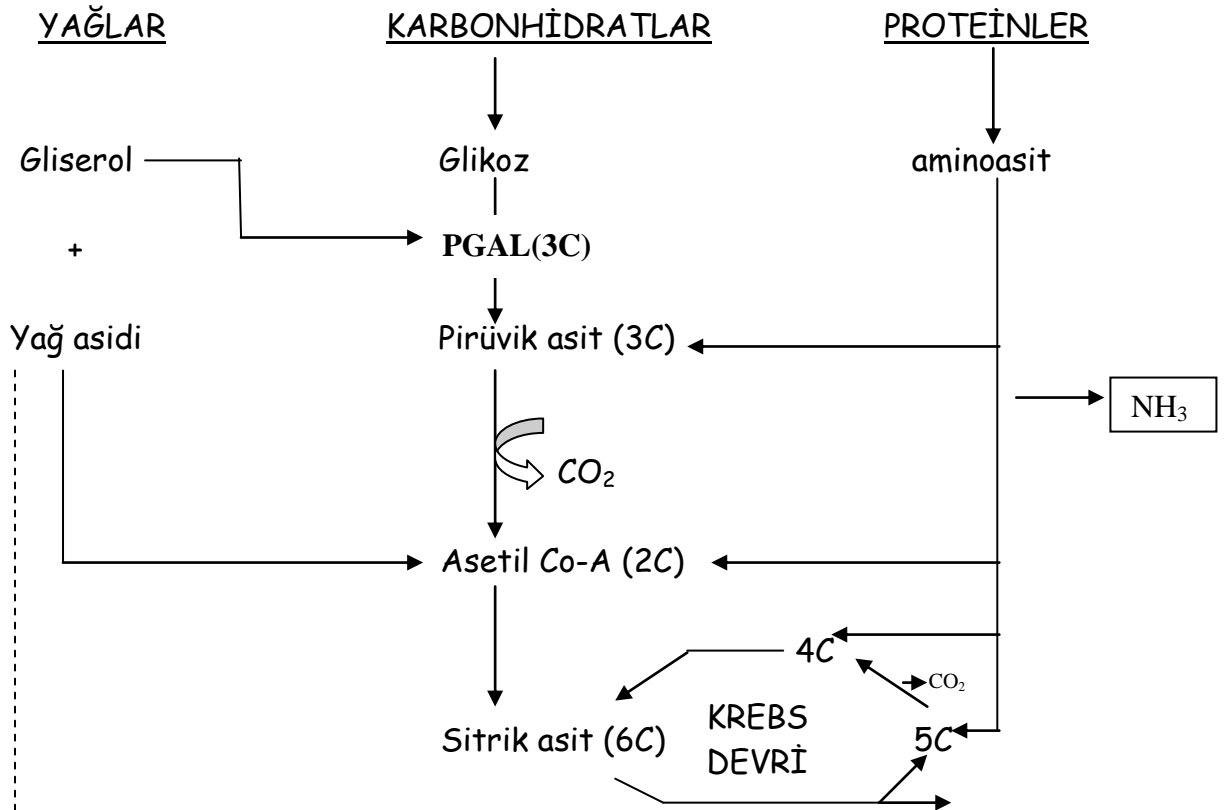 YAĞLAR KARBONHİDRATLAR PROTEİNLER
Gliserol Glikoz aminoasit
+ PGAL(3C)
Yağ asidi Pirüvik asit (3C)
NH₃
CO₂
Asetil Co-A (2C)
4C
CO₂
KREBS
Sitrik asit (6C) 5C
DEVRİ